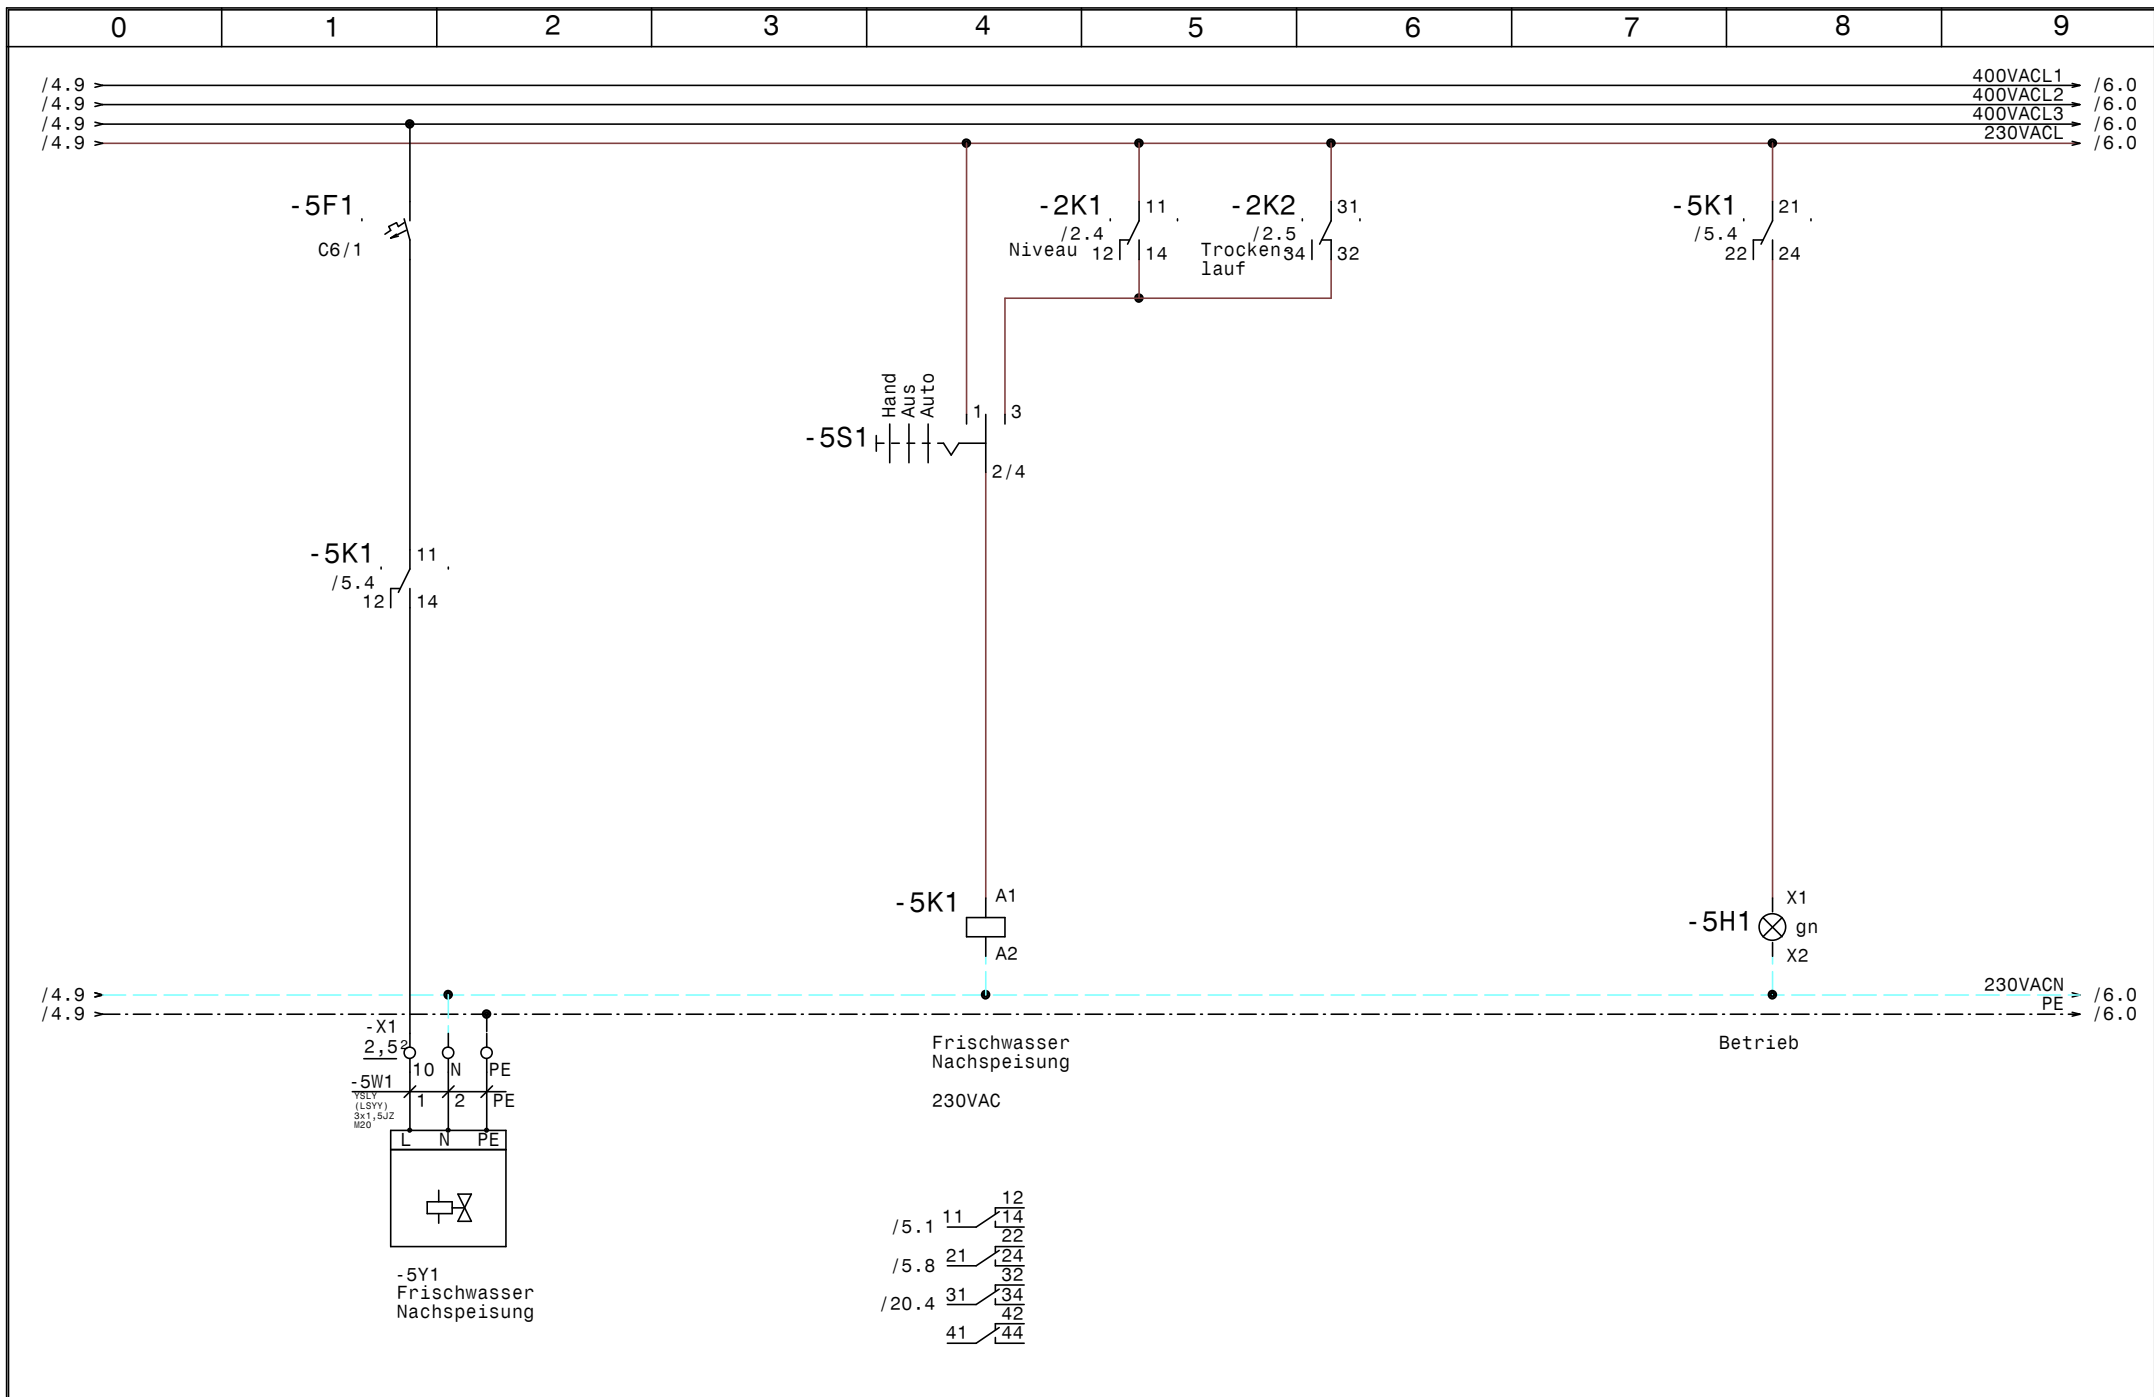 0 1 2 3 4 5 6 7 8 9
/4.9 400VACL1 /6.0
/4.9 400VACL2 /6.0
/4.9 400VACL3 /6.0
/4.9 230VACL /6.0
-5F1
C6/1
-2K1 11
/2.4
Niveau 12 14
-2K2 31
/2.5
Trocken- 34 32
lauf
-5K1 21
/5.4
22 24
Hand
Aus
Auto
1 3
-5S1
2/4
-5K1 11
/5.4
12 14
-5K1 A1
A2
X1
-5H1 gn
X2
/4.9 230VACN /6.0
/4.9 PE /6.0
-X1
2,5²
10 N PE
-5W1
1 2 PE
YSLY
(LSYY)
3x1,5JZ
M20
L N PE
-5Y1
Frischwasser
Nachspeisung
Frischwasser
Nachspeisung
230VAC
Betrieb
12
/5.1 11 14
22
/5.8 21 24
32
/20.4 31 34
42
41 44